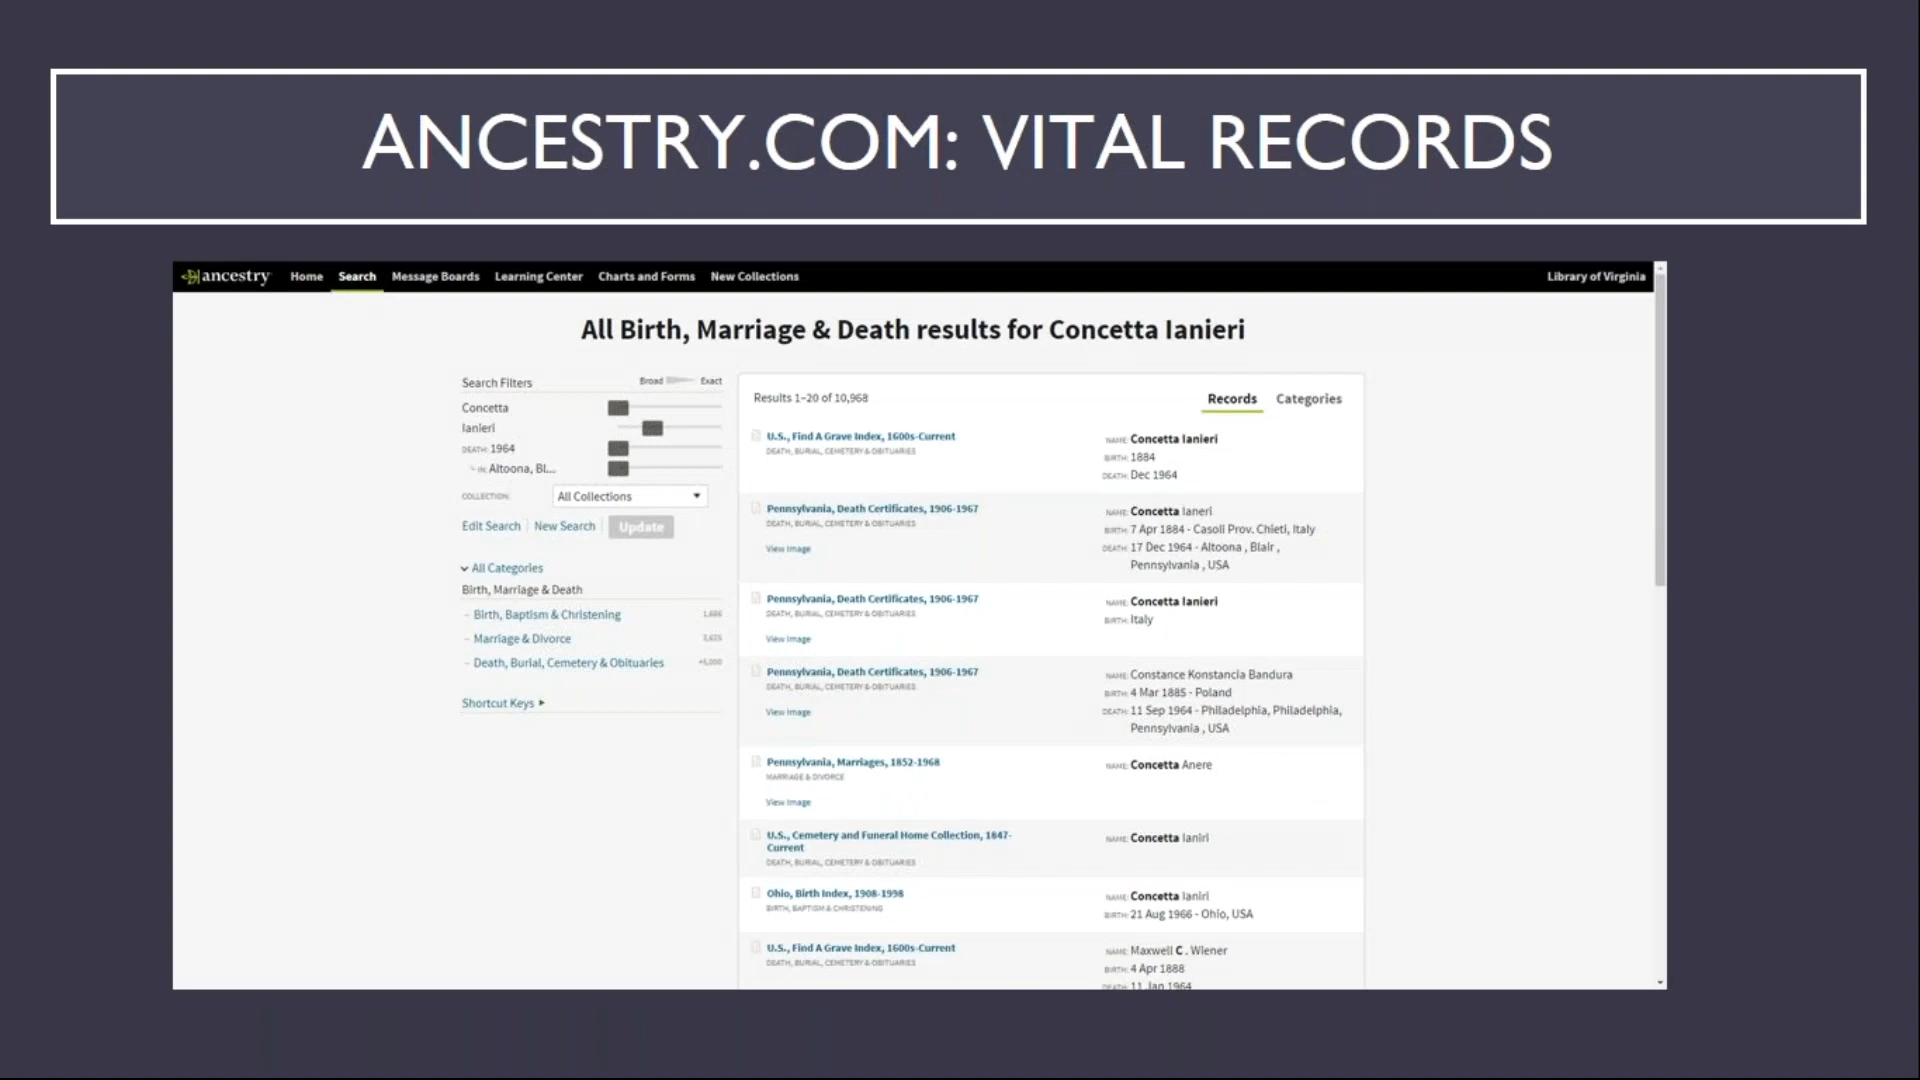 ANCESTRY.COM: VITAL RECORDS
ancestry Home Search Message Boards Learning Center Charts and Forms New Collections Library of Virginia
All Birth, Marriage & Death results for Concetta Ianieri
Search Filters Broad Exact
Concetta
Ianieri
DEATH: 1964
IN: Altoona, Bl...
COLLECTION: All Collections
Edit Search New Search Update
All Categories
Birth, Marriage & Death
Birth, Baptism & Christening
Marriage & Divorce
Death, Burial, Cemetery & Obituaries +5,000
Shortcut Keys
Results 1–20 of 10,968 Records Categories
U.S., Find A Grave Index, 1600s-Current
DEATH, BURIAL, CEMETERY & OBITUARIES
NAME: Concetta Ianieri
BIRTH: 1884
DEATH: Dec 1964
Pennsylvania, Death Certificates, 1906-1967
DEATH, BURIAL, CEMETERY & OBITUARIES
View Image
NAME: Concetta Ianeri
BIRTH: 7 Apr 1884 - Casoli Prov. Chieti, Italy
DEATH: 17 Dec 1964 - Altoona , Blair ,
Pennsylvania , USA
Pennsylvania, Death Certificates, 1906-1967
DEATH, BURIAL, CEMETERY & OBITUARIES
View Image
NAME: Concetta Ianieri
BIRTH: Italy
Pennsylvania, Death Certificates, 1906-1967
DEATH, BURIAL, CEMETERY & OBITUARIES
View Image
NAME: Constance Konstancia Bandura
BIRTH: 4 Mar 1885 - Poland
DEATH: 11 Sep 1964 - Philadelphia, Philadelphia,
Pennsylvania , USA
Pennsylvania, Marriages, 1852-1968
MARRIAGE & DIVORCE
View Image
NAME: Concetta Anere
U.S., Cemetery and Funeral Home Collection, 1847-
Current
DEATH, BURIAL, CEMETERY & OBITUARIES
NAME: Concetta Ianiri
Ohio, Birth Index, 1908-1998
BIRTH, BAPTISM & CHRISTENING
NAME: Concetta Ianiri
BIRTH: 21 Aug 1966 - Ohio, USA
U.S., Find A Grave Index, 1600s-Current
DEATH, BURIAL, CEMETERY & OBITUARIES
NAME: Maxwell C . Wiener
BIRTH: 4 Apr 1888
DEATH: 11 Jan 1964